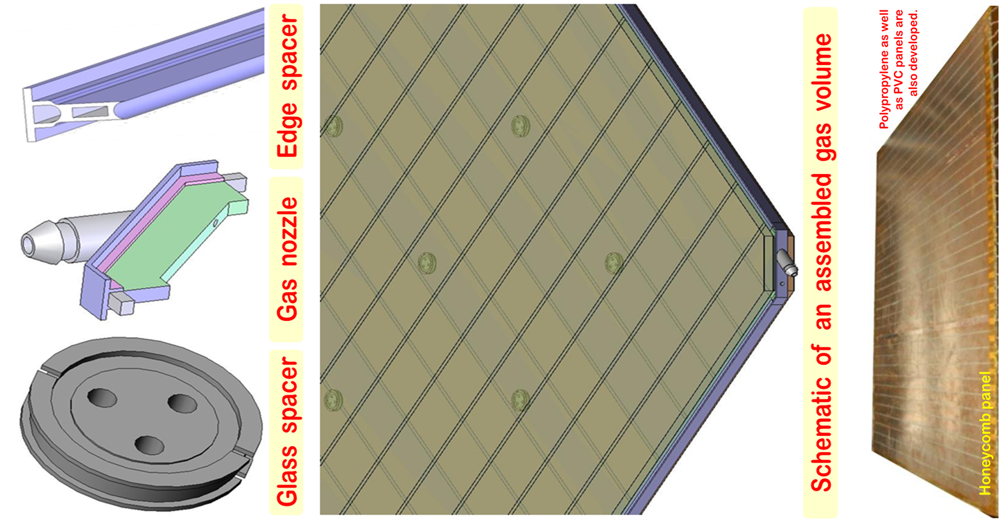 Edge spacer
Gas nozzle
Glass spacer
Schematic of an assembled gas volume
Polypropylene as well
as PVC panels are
also developed.
Honeycomb panel